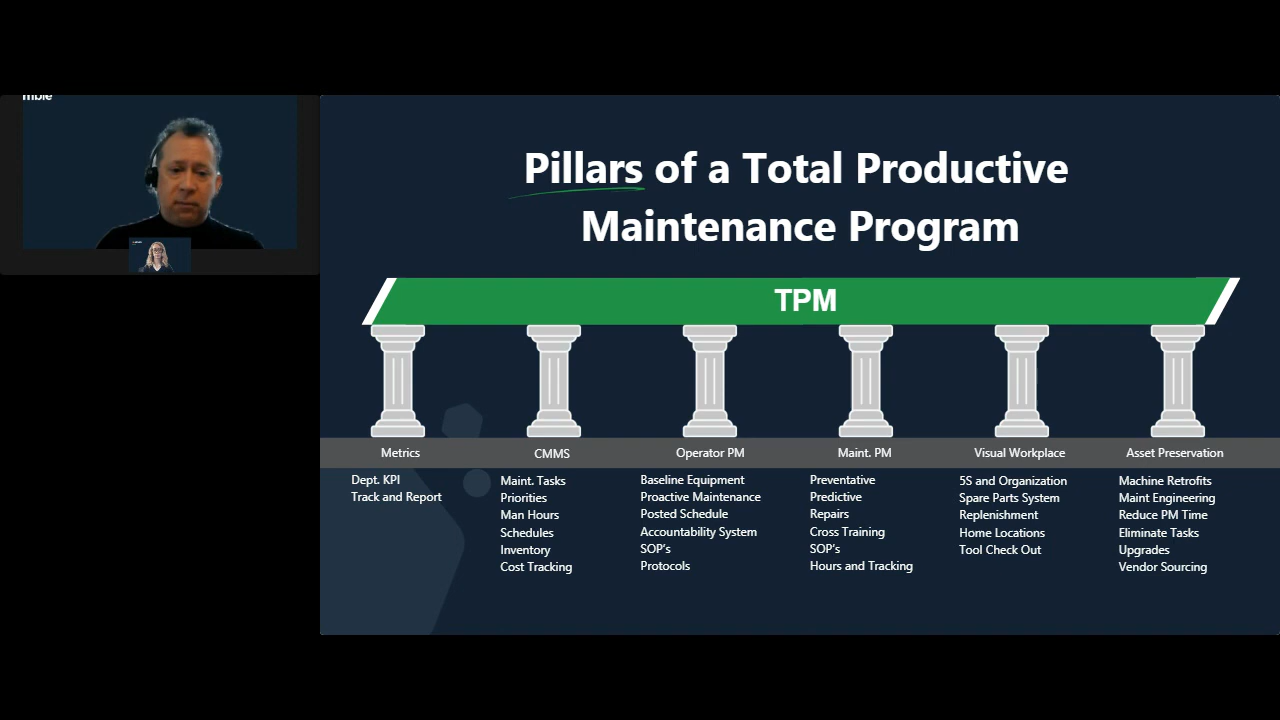 Pillars of a Total Productive
Maintenance Program
TPM
Metrics
Dept. KPI
Track and Report
CMMS
Maint. Tasks
Priorities
Man Hours
Schedules
Inventory
Cost Tracking
Operator PM
Baseline Equipment
Proactive Maintenance
Posted Schedule
Accountability System
SOP's
Protocols
Maint. PM
Preventative
Predictive
Repairs
Cross Training
SOP's
Hours and Tracking
Visual Workplace
5S and Organization
Spare Parts System
Replenishment
Home Locations
Tool Check Out
Asset Preservation
Machine Retrofits
Maint Engineering
Reduce PM Time
Eliminate Tasks
Upgrades
Vendor Sourcing